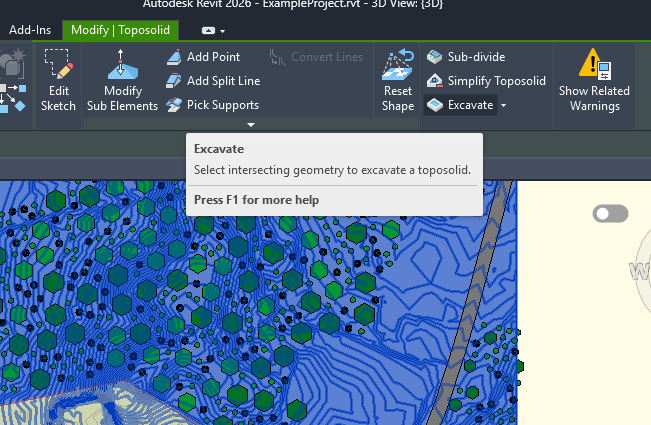 Autodesk Revit 2026 - ExampleProject.rvt - 3D View: {3D}
Add-Ins
Modify | Toposolid
Edit
Sketch
Modify
Sub Elements
Add Point
Add Split Line
Pick Supports
Convert Lines
Reset
Shape
Sub-divide
Simplify Toposolid
Excavate
Show Related
Warnings
Excavate
Select intersecting geometry to excavate a toposolid.
Press F1 for more help
W